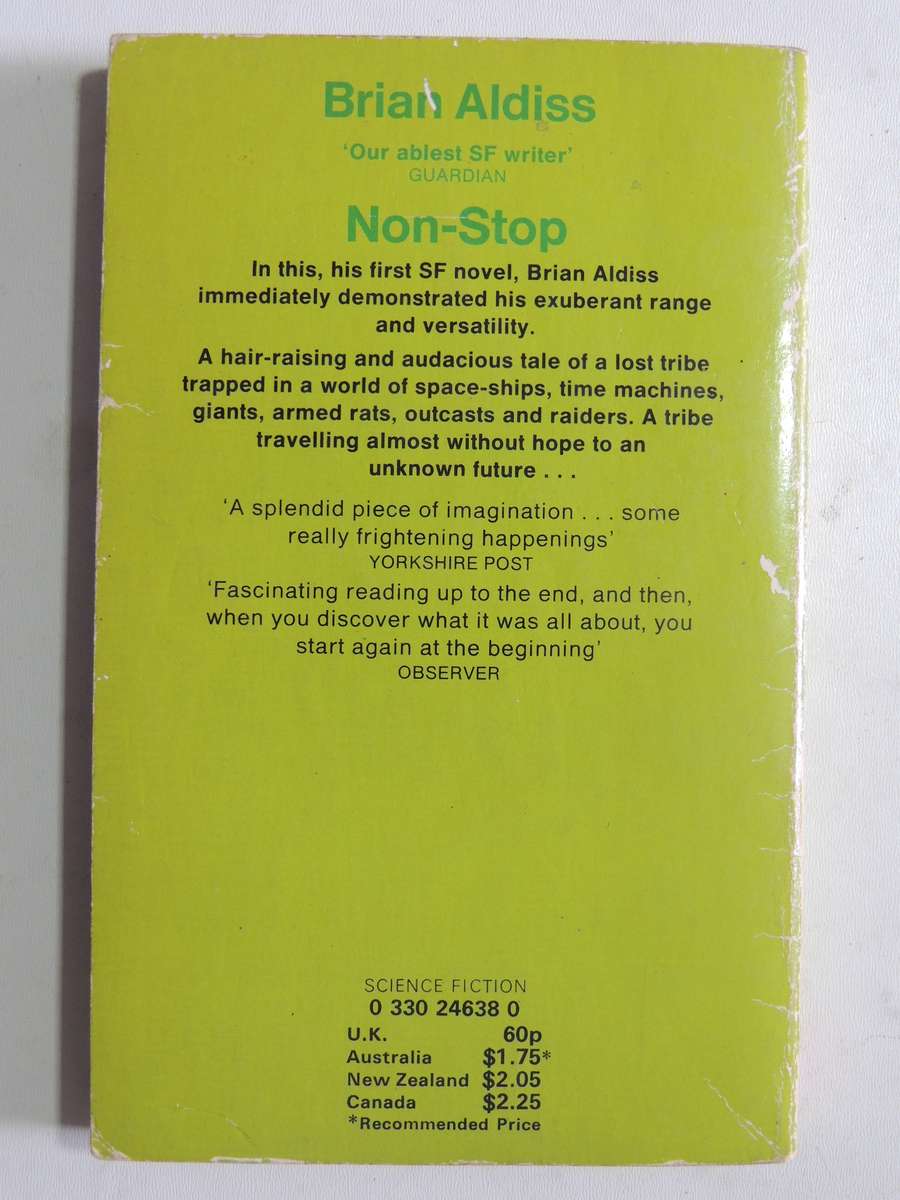 Brian Aldiss
‘Our ablest SF writer’
GUARDIAN
Non-Stop
In this, his first SF novel, Brian Aldiss
immediately demonstrated his exuberant range
and versatility.
A hair-raising and audacious tale of a lost tribe
trapped in a world of space-ships, time machines,
giants, armed rats, outcasts and raiders. A tribe
travelling almost without hope to an
unknown future . . .
‘A splendid piece of imagination . . . some
really frightening happenings’
YORKSHIRE POST
‘Fascinating reading up to the end, and then,
when you discover what it was all about, you
start again at the beginning’
OBSERVER
SCIENCE FICTION
0 330 24638 0
U.K. 60p
Australia $1.75*
New Zealand $2.05
Canada $2.25
*Recommended Price